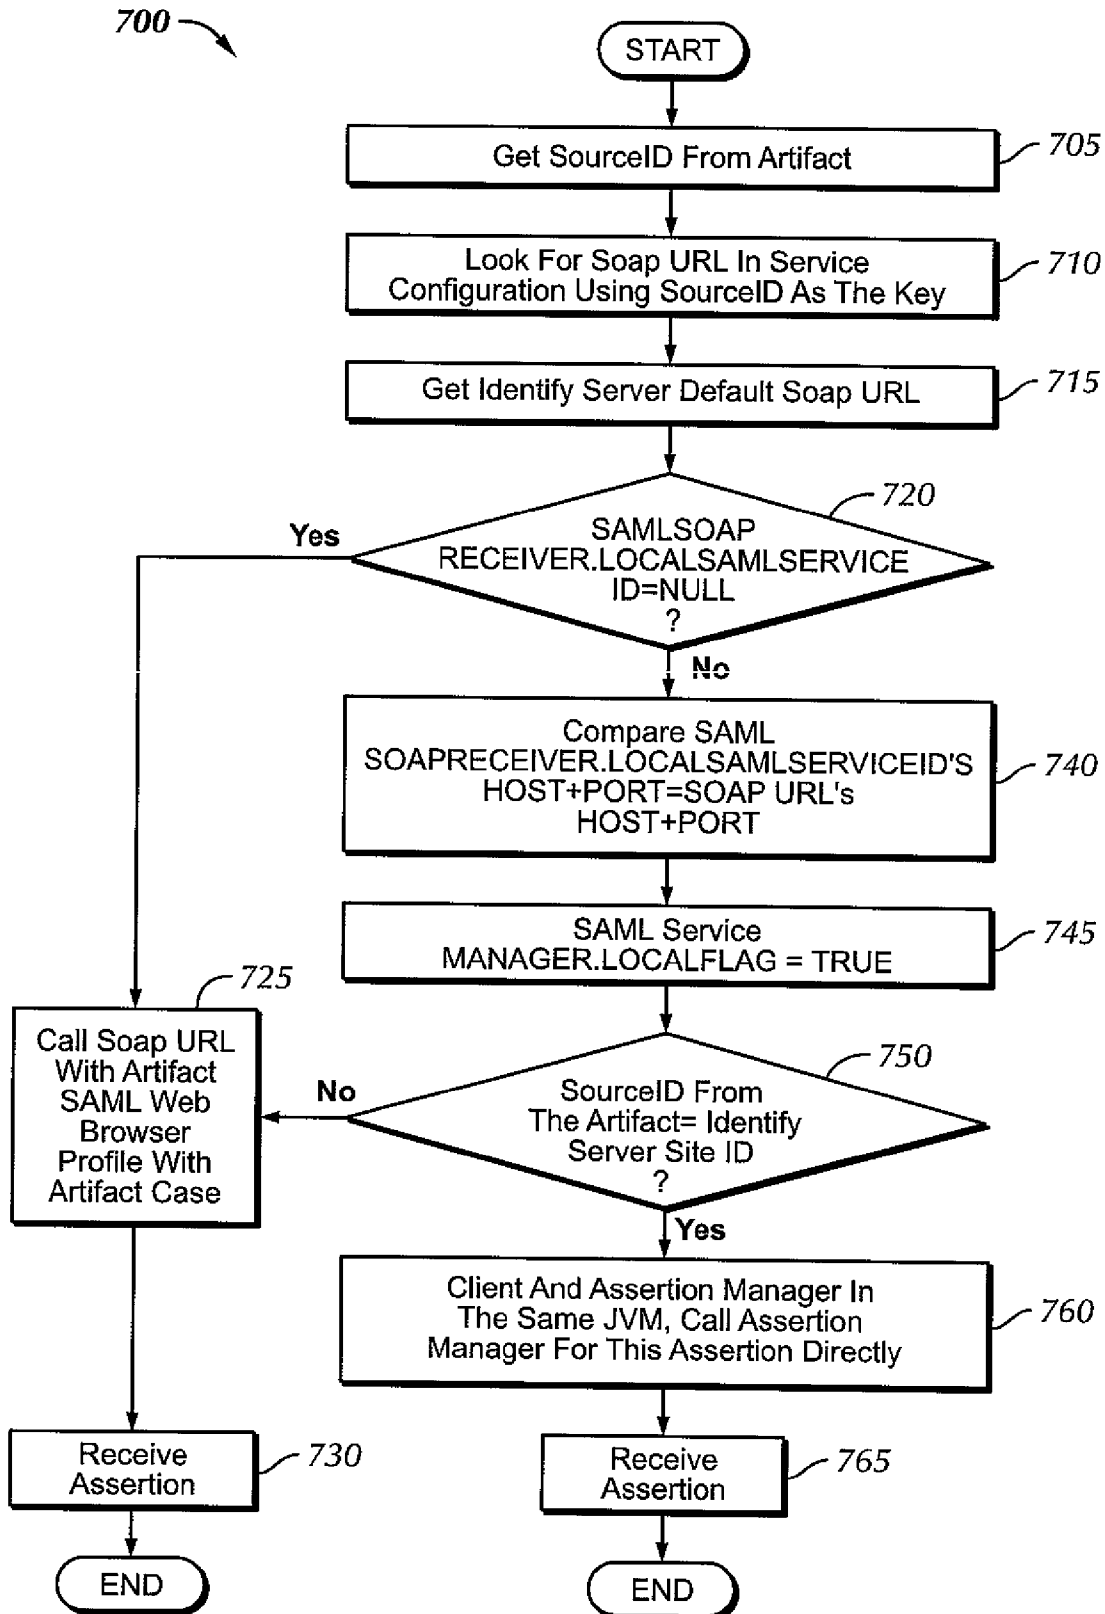 700
START
Get SourceID From Artifact
705
Look For Soap URL In Service
Configuration Using SourceID As The Key
710
Get Identify Server Default Soap URL
715
SAMLSOAP
RECEIVER.LOCALSAMLSERVICE
ID=NULL
?
720
Yes
No
Compare SAML
SOAPRECEIVER.LOCALSAMLSERVICEID'S
HOST+PORT=SOAP URL's
HOST+PORT
740
SAML Service
MANAGER.LOCALFLAG = TRUE
745
725
Call Soap URL
With Artifact
SAML Web
Browser
Profile With
Artifact Case
SourceID From
The Artifact= Identify
Server Site ID
?
750
No
Yes
Client And Assertion Manager In
The Same JVM, Call Assertion
Manager For This Assertion Directly
760
Receive
Assertion
730
Receive
Assertion
765
END
END